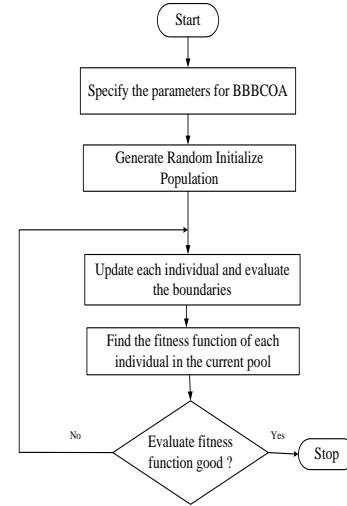 Start
Specify the parameters for BBBCOA
Generate Random Initialize
Population
Update each individual and evaluate
the boundaries
Find the fitness function of each
individual in the current pool
No
Evaluate fitness
function good ?
Yes
Stop